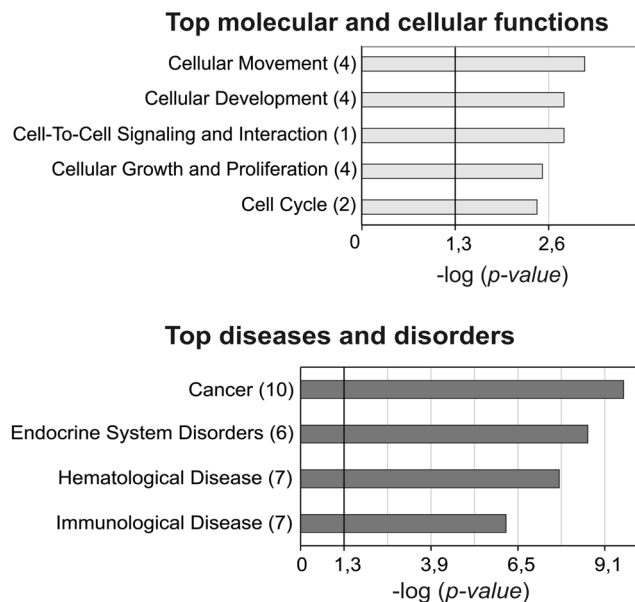 Top molecular and cellular functions
Cellular Movement (4)
Cellular Development (4)
Cell-To-Cell Signaling and Interaction (1)
Cellular Growth and Proliferation (4)
Cell Cycle (2)
0 1,3 2,6
-log (p-value)
Top diseases and disorders
Cancer (10)
Endocrine System Disorders (6)
Hematological Disease (7)
Immunological Disease (7)
0 1,3 3,9 6,5 9,1
-log (p-value)